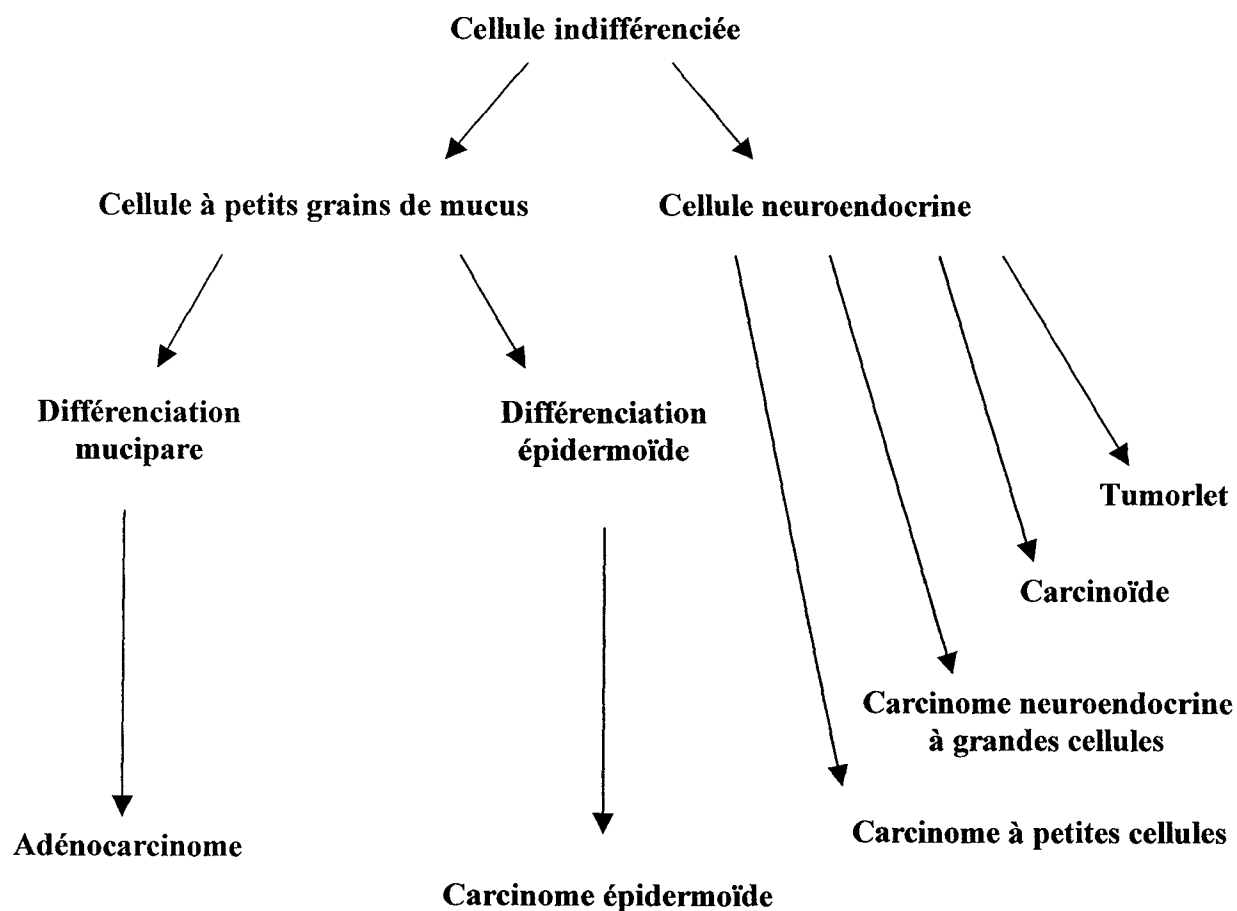 Cellule indifférenciée
Cellule à petits grains de mucus
Cellule neuroendocrine
Différenciation
mucipare
Différenciation
épidermoïde
Tumorlet
Carcinoïde
Carcinome neuroendocrine
à grandes cellules
Carcinome à petites cellules
Adénocarcinome
Carcinome épidermoïde